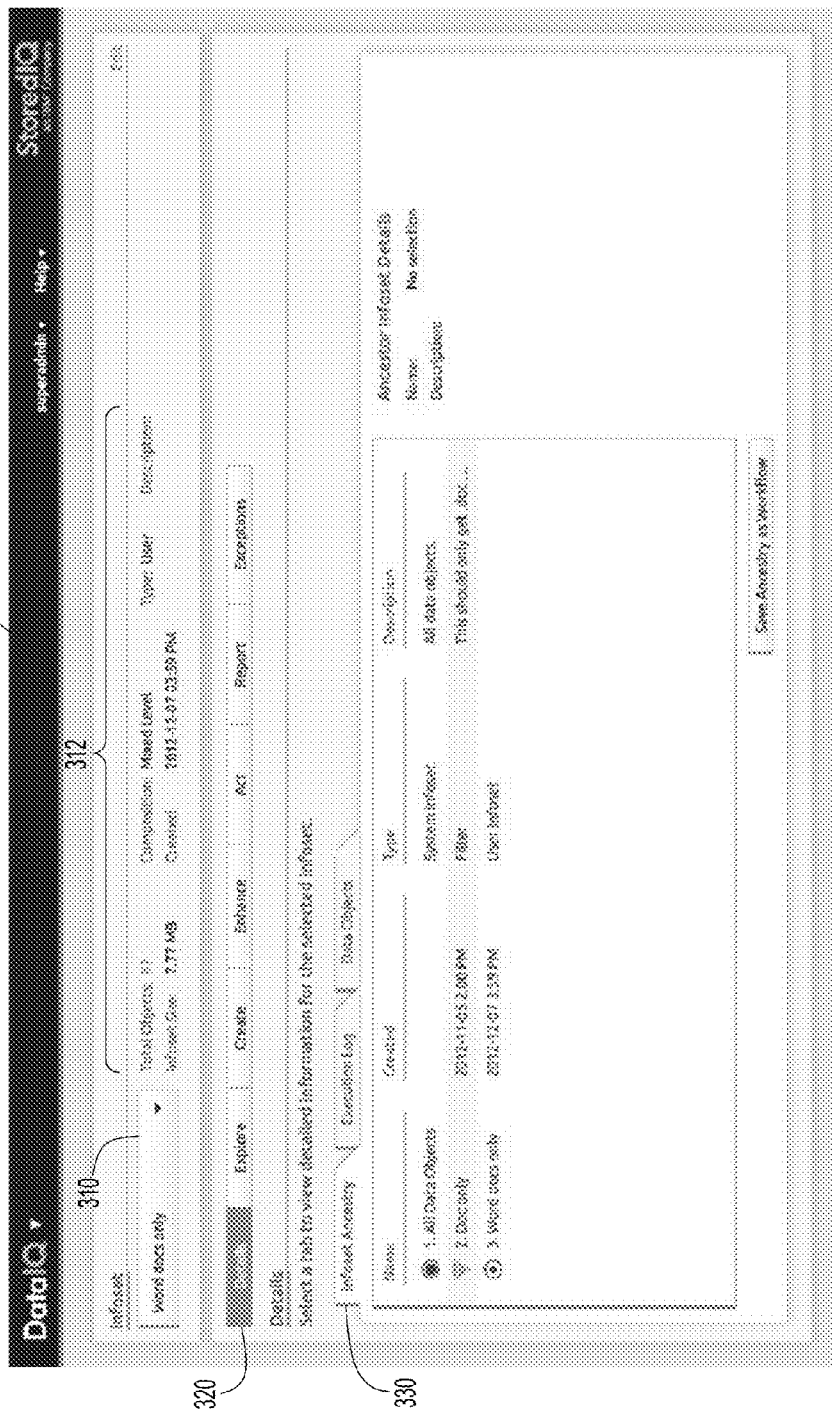 DataIQ
superadmin Help
StoredIQ
Infoset
Edit
Word docs only
310
312
Total Objects:
Composition: Mixed Level
Type: User
Description:
Infoset Size: 7.77 MB
Created: 2012-12-07 03:59 PM
320
Explore
Create
Enhance
Act
Report
Exceptions
Details
Select a tab to view detailed information for the selected infoset.
330
Infoset Ancestry
Execution Log
Data Objects
Name
Created
Type
Description
1. All Data Objects
System infoset
All data objects.
2. Doc only
2012-11-05 2:00 PM
Filter
This should only get .doc ...
3. Word docs only
2012-12-07 3:59 PM
User infoset
Ancestor Infoset Details
Name: No selection
Description:
Save Ancestry as Workflow